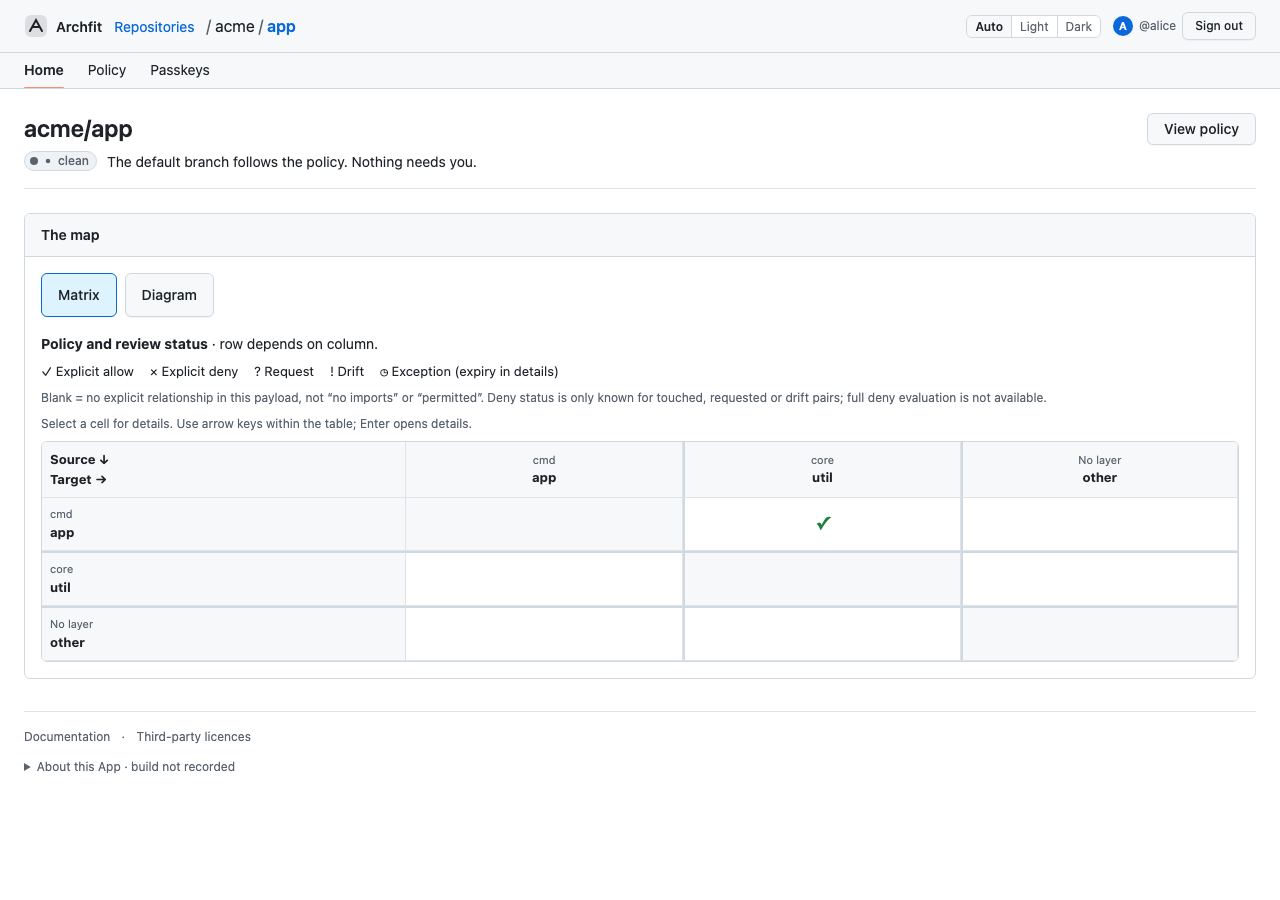 Archfit Repositories / acme / app Auto Light Dark A @alice Sign out
Home Policy Passkeys
acme/app
View policy
• clean The default branch follows the policy. Nothing needs you.
The map
Matrix Diagram
Policy and review status · row depends on column.
✓ Explicit allow × Explicit deny ? Request ! Drift ◷ Exception (expiry in details)
Blank = no explicit relationship in this payload, not “no imports” or “permitted”. Deny status is only known for touched, requested or drift pairs; full deny evaluation is not available.
Select a cell for details. Use arrow keys within the table; Enter opens details.
Source ↓
Target →
cmd
app
core
util
No layer
other
cmd
app
✓
core
util
No layer
other
Documentation · Third-party licences
▶ About this App · build not recorded